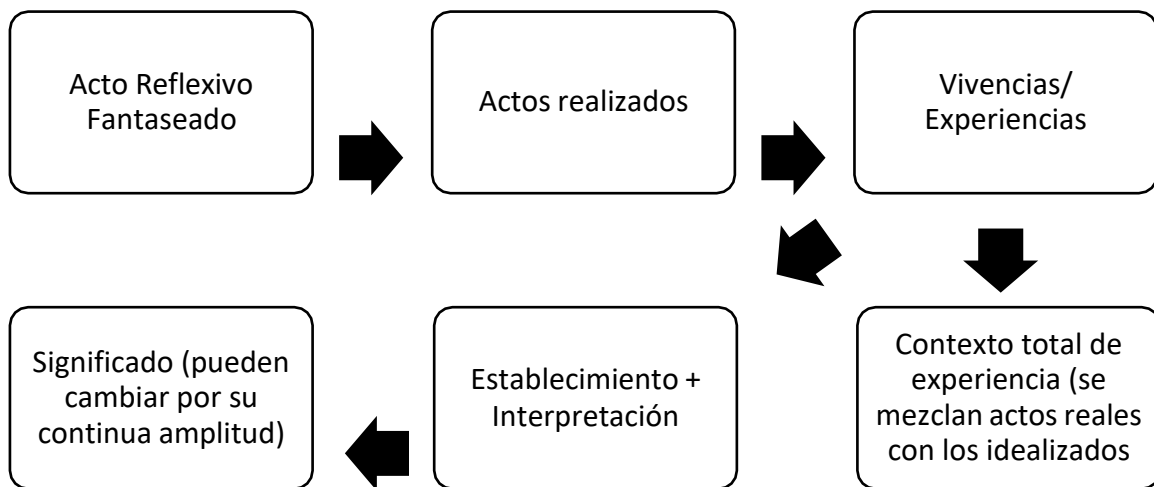 Acto Reflexivo
Fantaseado
Actos realizados
Vivencias/
Experiencias
Significado (pueden
cambiar por su
continua amplitud)
Establecimiento +
Interpretación
Contexto total de
experiencia (se
mezclan actos reales
con los idealizados